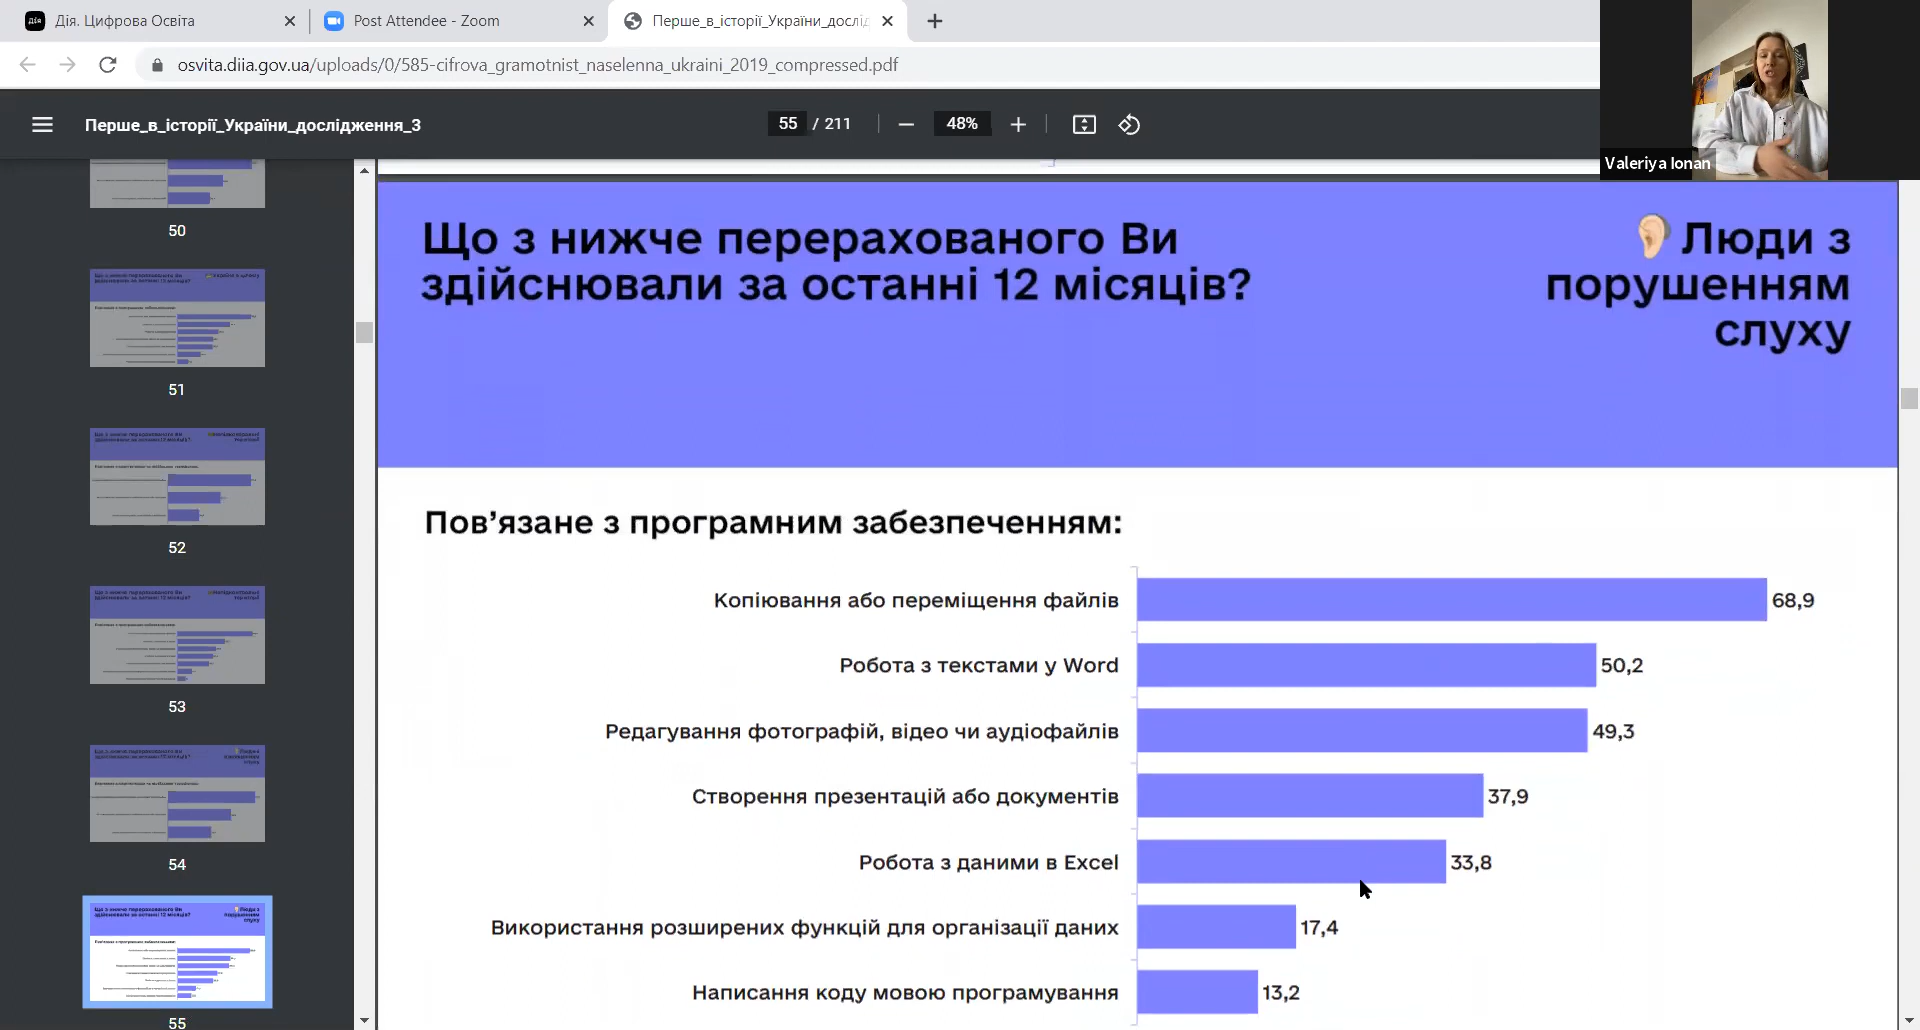 Дія. Цифрова Освіта
Post Attendee - Zoom
Перше_в_історії_України_дослі
osvita.diia.gov.ua/uploads/0/585-cifrova_gramotnist_naselenna_ukraini_2019_compressed.pdf
Valeriya Ionan
Перше_в_історії_України_дослідження_3
55 / 211
48%
50
51
52
53
54
55
Що з нижче перерахованого Ви
здійснювали за останні 12 місяців?
Люди з
порушенням
слуху
Пов’язане з програмним забезпеченням:
Копіювання або переміщення файлів 68,9
Робота з текстами у Word 50,2
Редагування фотографій, відео чи аудіофайлів 49,3
Створення презентацій або документів 37,9
Робота з даними в Excel 33,8
Використання розширених функцій для організації даних 17,4
Написання коду мовою програмування 13,2